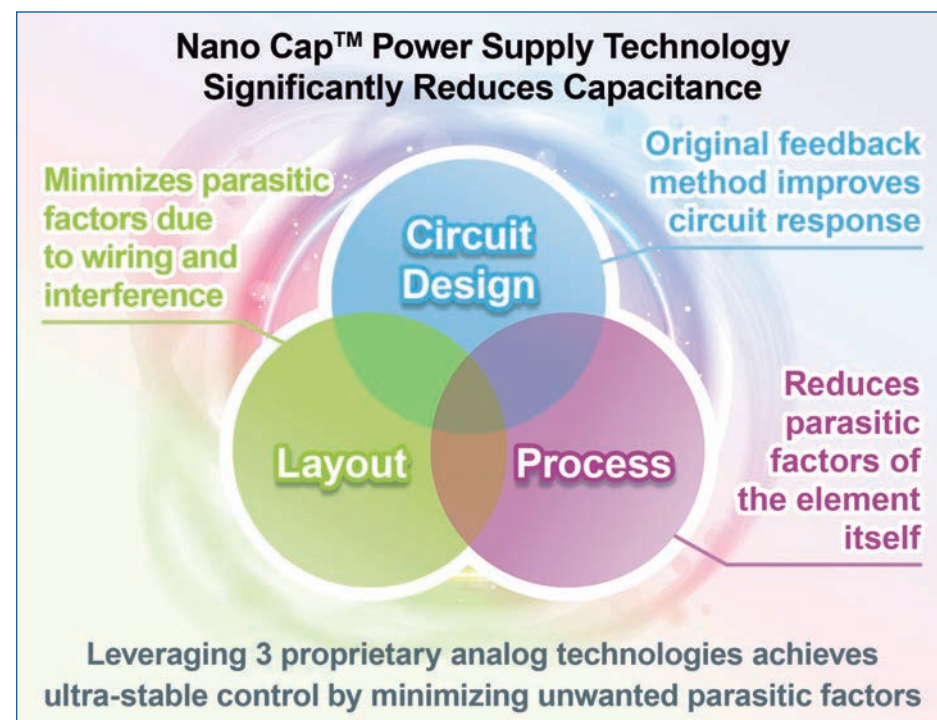 Nano Cap™ Power Supply Technology
Significantly Reduces Capacitance
Original feedback
method improves
circuit response
Minimizes parasitic
factors due
to wiring and
interference
Circuit
Design
Layout
Process
Reduces
parasitic
factors of
the element
itself
Leveraging 3 proprietary analog technologies achieves
ultra-stable control by minimizing unwanted parasitic factors